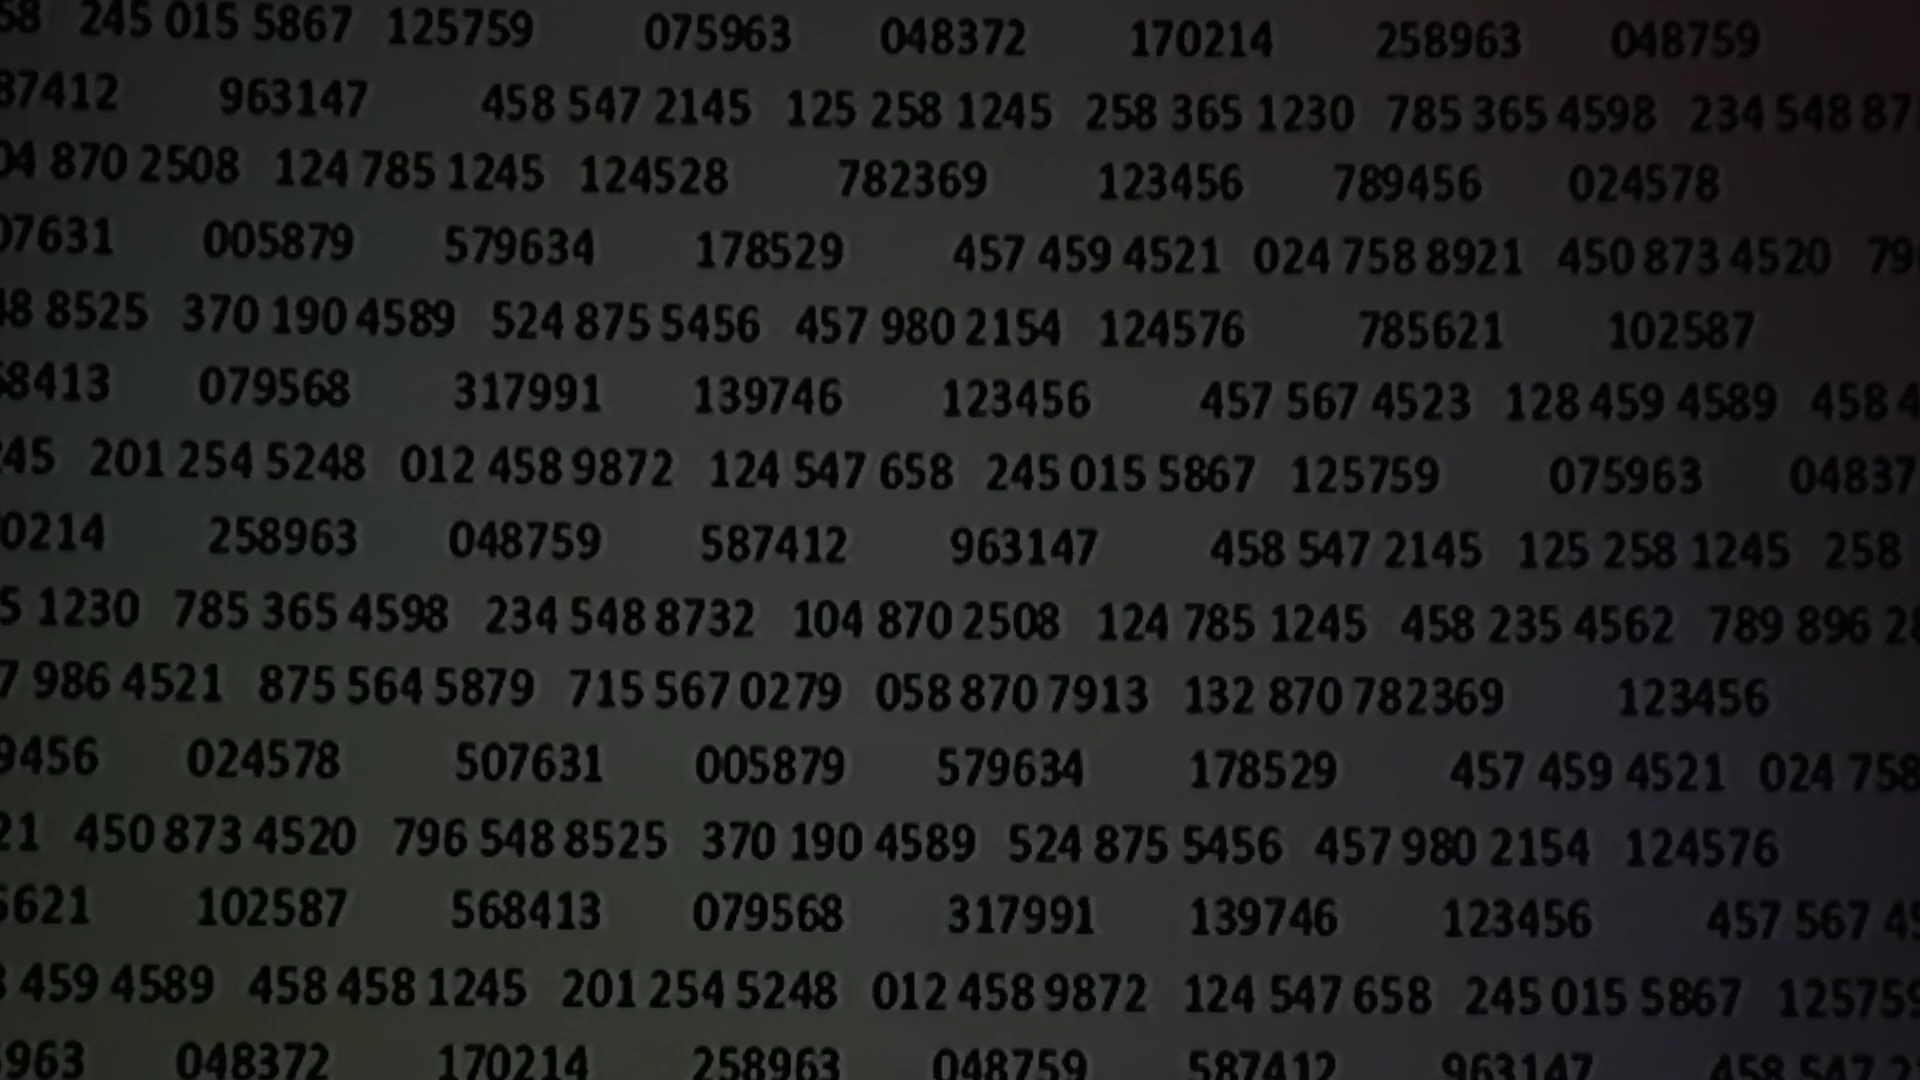 68 245 015 5867 125759 075963 048372 170214 258963 048759
87412 963147 458 547 2145 125 258 1245 258 365 1230 785 365 4598 234 548 87
04 870 2508 124 785 1245 124528 782369 123456 789456 024578
07631 005879 579634 178529 457 459 4521 024 758 8921 450 873 4520 79
48 8525 370 190 4589 524 875 5456 457 980 2154 124576 785621 102587
68413 079568 317991 139746 123456 457 567 4523 128 459 4589 458 4
245 201 254 5248 012 458 9872 124 547 658 245 015 5867 125759 075963 04837
0214 258963 048759 587412 963147 458 547 2145 125 258 1245 258
5 1230 785 365 4598 234 548 8732 104 870 2508 124 785 1245 458 235 4562 789 896 28
7 986 4521 875 564 5879 715 567 0279 058 870 7913 132 870 782369 123456
9456 024578 507631 005879 579634 178529 457 459 4521 024 758
21 450 873 4520 796 548 8525 370 190 4589 524 875 5456 457 980 2154 124576
5621 102587 568413 079568 317991 139746 123456 457 567 45
8 459 4589 458 458 1245 201 254 5248 012 458 9872 124 547 658 245 015 5867 125759
5963 048372 170214 258963 048759 587412 963147 458 547 2